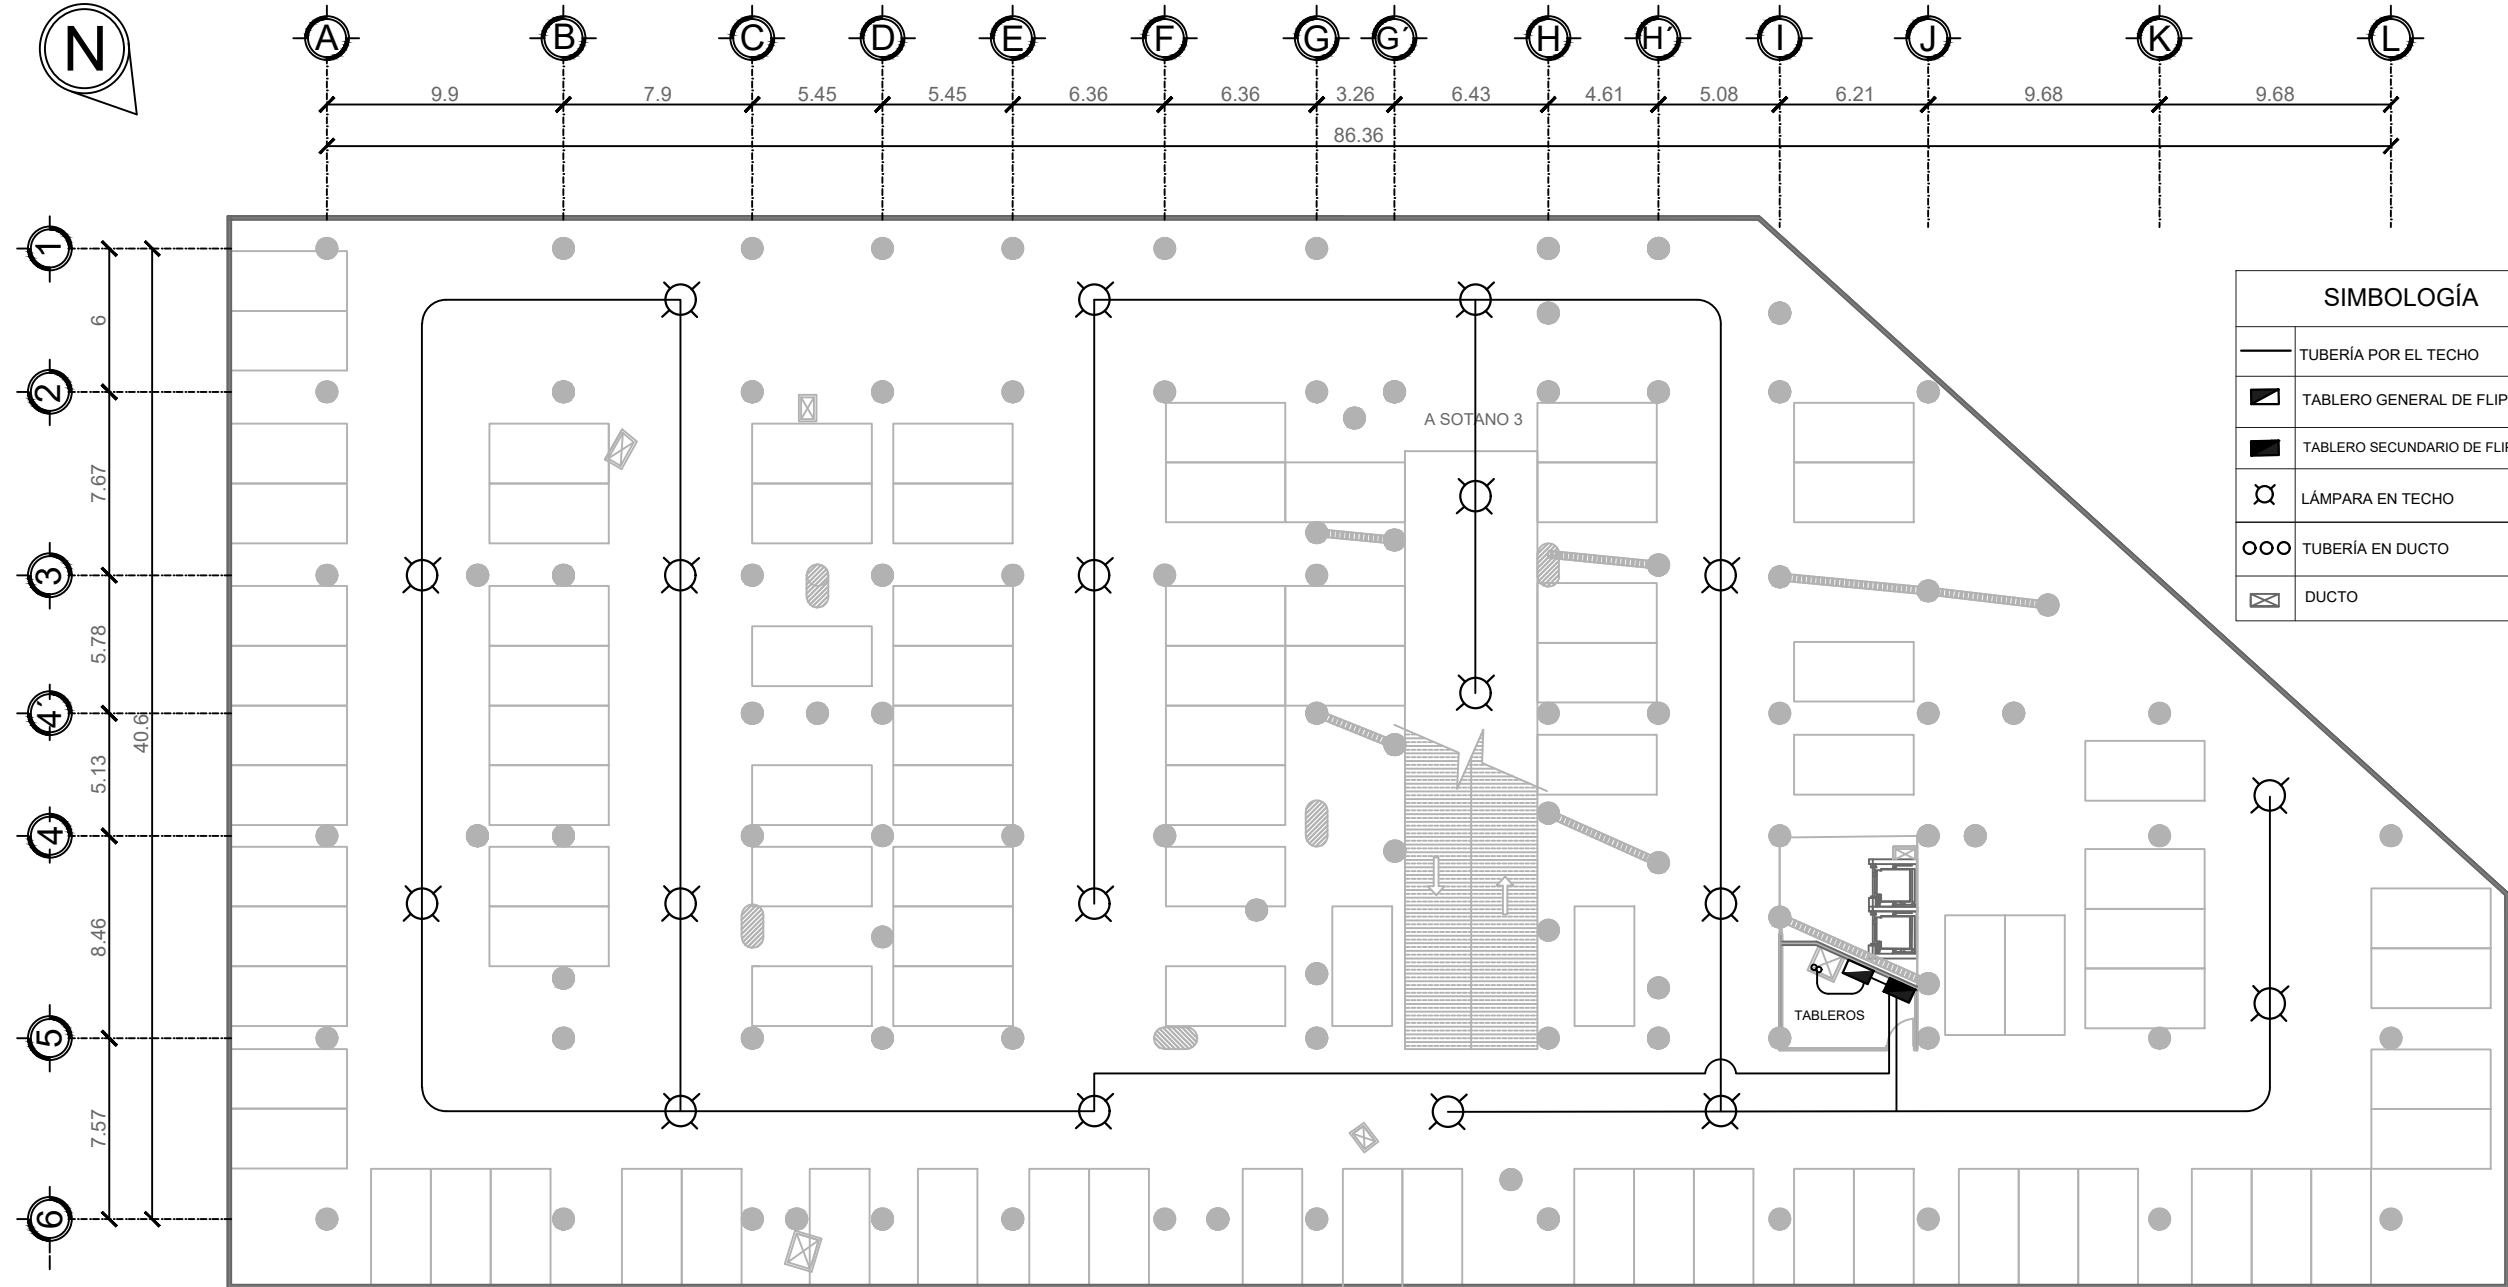 N
A B C D E F G G´ H H´ I J K L
9.9 7.9 5.45 5.45 6.36 6.36 3.26 6.43 4.61 5.08 6.21 9.68 9.68
86.36
1
6
2
7.67
3
5.78
4´
5.13
40.6
4
8.46
5
7.57
6
A SOTANO 3
TABLEROS
SIMBOLOGÍA
TUBERÍA POR EL TECHO
TABLERO GENERAL DE FLIP
TABLERO SECUNDARIO DE FLIP
LÁMPARA EN TECHO
TUBERÍA EN DUCTO
DUCTO